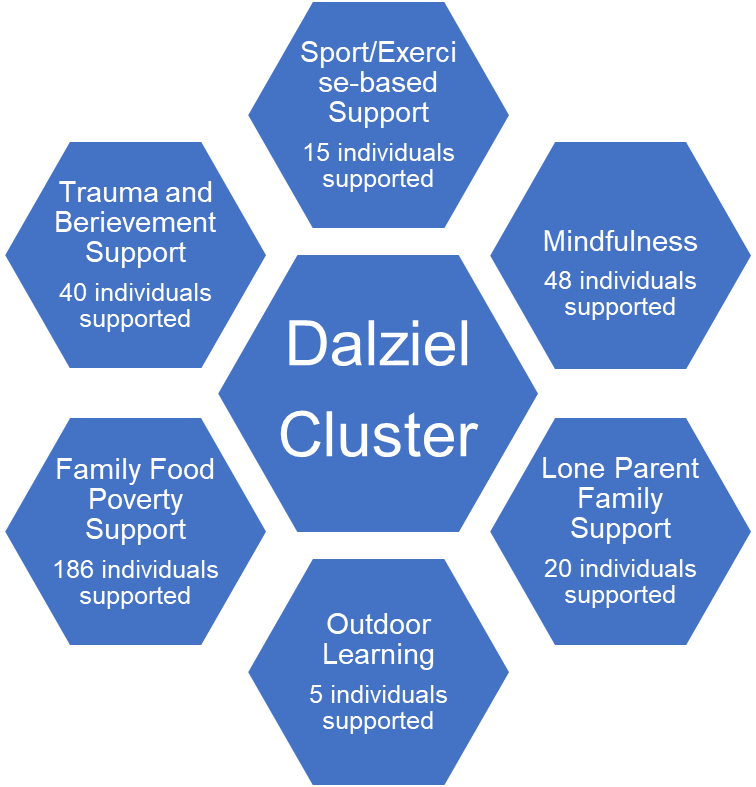 Sport/Exerci
se-based
Support
15 individuals
supported
Mindfulness
48 individuals
supported
Lone Parent
Family
Support
20 individuals
supported
Outdoor
Learning
5 individuals
supported
Family Food
Poverty
Support
186 individuals
supported
Trauma and
Berievement
Support
40 individuals
supported
Dalziel
Cluster